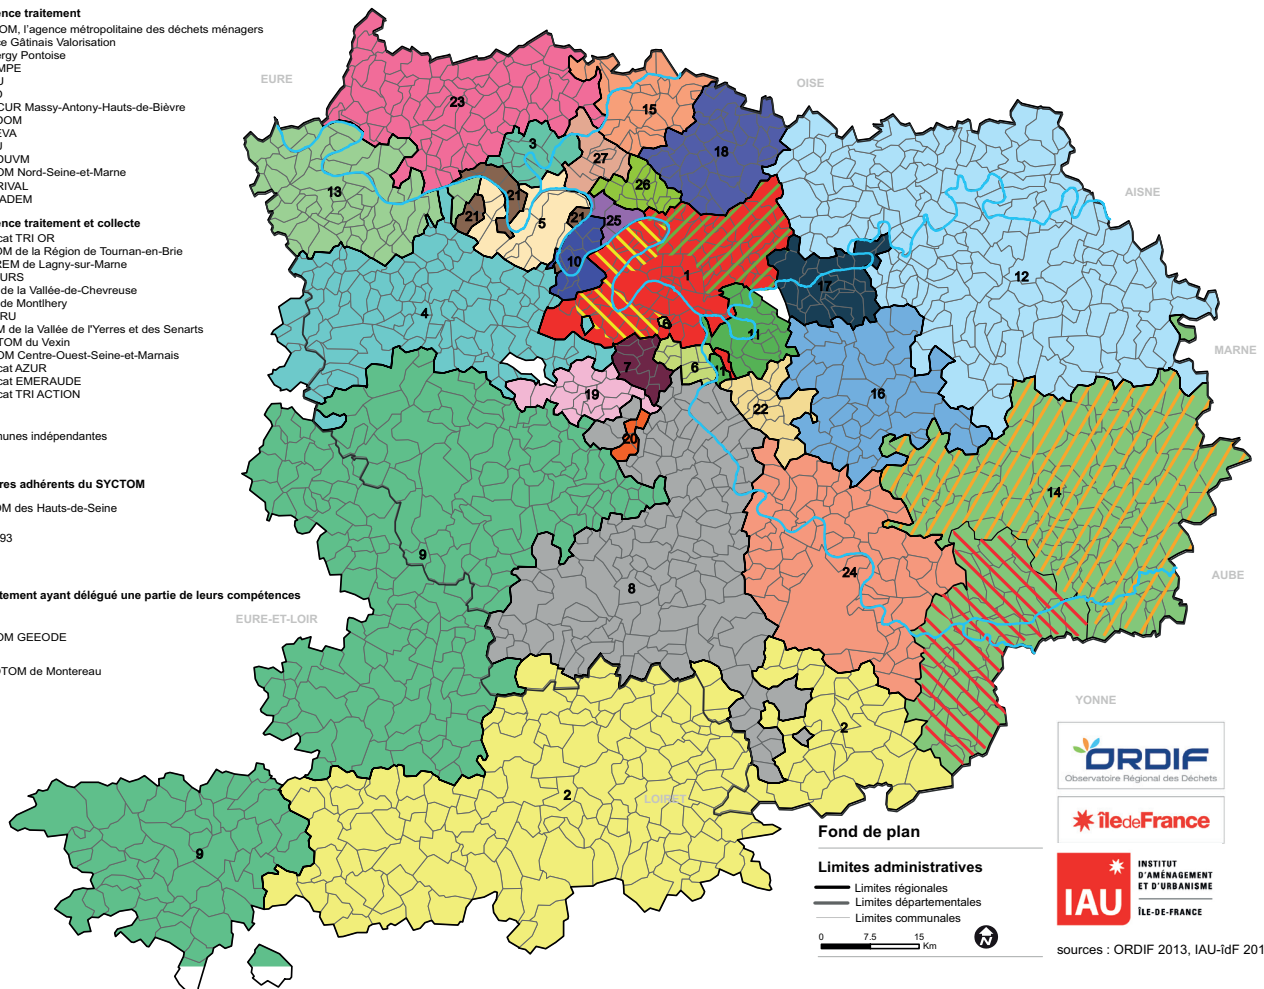 ence traitement
OM, l'agence métropolitaine des déchets ménagers
ce Gâtinais Valorisation
ergy Pontoise
MPE
U
D
CUR Massy-Antony-Hauts-de-Bièvre
DOM
EVA
U
OUVM
OM Nord-Seine-et-Marne
RIVAL
ADEM
ence traitement et collecte
cat TRI OR
OM de la Région de Tournan-en-Brie
REM de Lagny-sur-Marne
OURS
de la Vallée-de-Chevreuse
de Montlhery
RU
M de la Vallée de l'Yerres et des Senarts
TOM du Vexin
OM Centre-Ouest-Seine-et-Marnais
cat AZUR
cat EMERAUDE
cat TRI ACTION
unes indépendantes
res adhérents du SYCTOM
OM des Hauts-de-Seine
93
tement ayant délégué une partie de leurs compétences
OM GEEODE
OTOM de Montereau
EURE
OISE
AISNE
MARNE
AUBE
YONNE
LOIRET
EURE-ET-LOIR
23
15
3
27
18
13
26
21
21
21
5
25
10
1
17
12
4
6
11
7
6
11
19
22
16
20
14
9
8
24
2
2
9
Fond de plan
Limites administratives
Limites régionales
Limites départementales
Limites communales
0 7.5 15
Km
N
ORDIF
Observatoire Régional des Déchets
îledeFrance
IAU
INSTITUT
D'AMÉNAGEMENT
ET D'URBANISME
ÎLE-DE-FRANCE
sources : ORDIF 2013, IAU-îdF 201